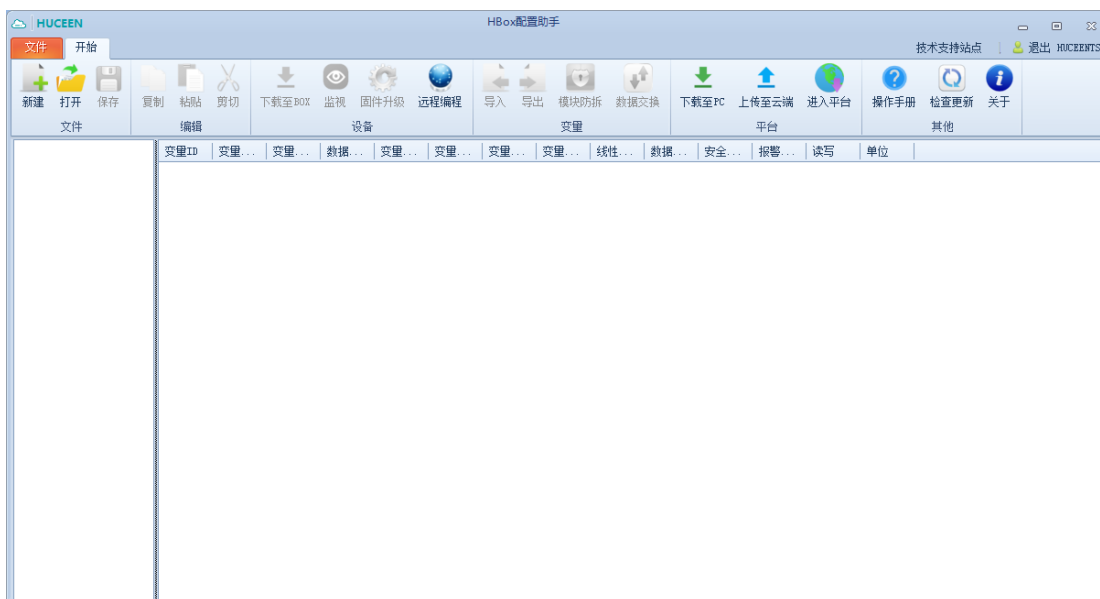 HUCEEN HBox配置助手
文件 开始 技术支持站点 退出 HUCEENTS
新建 打开 保存 复制 粘贴 剪切 下载至BOX 监视 固件升级 远程编程 导入 导出 模块防拆 数据交换 下载至PC 上传至云端 进入平台 操作手册 检查更新 关于
文件 编辑 设备 变量 平台 其他
变量ID 变量... 变量... 数据... 变量... 变量... 变量... 变量... 线性... 数据... 安全... 报警... 读写 单位